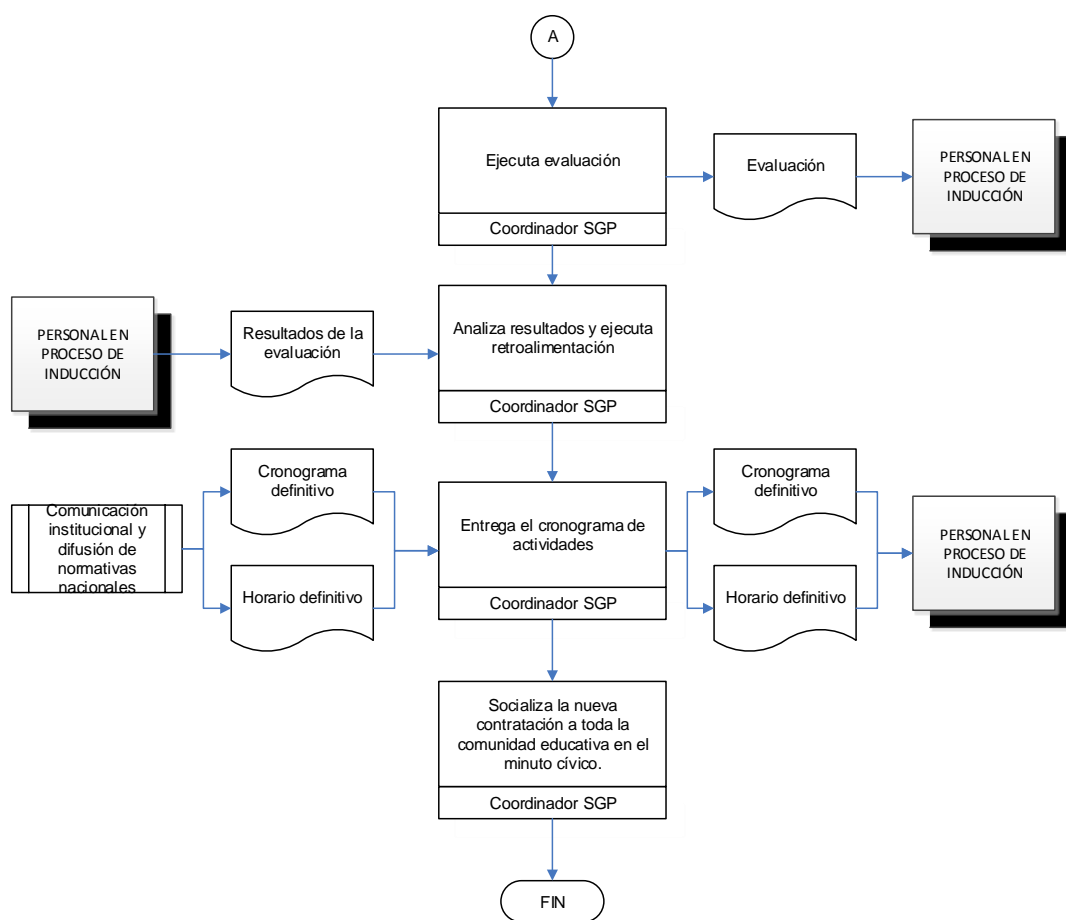 A
Ejecuta evaluación
Coordinador SGP
Evaluación
PERSONAL EN
PROCESO DE
INDUCCIÓN
PERSONAL EN
PROCESO DE
INDUCCIÓN
Resultados de la
evaluación
Analiza resultados y ejecuta
retroalimentación
Coordinador SGP
Comunicación
institucional y
difusión de
normativas
nacionales
Cronograma
definitivo
Horario definitivo
Entrega el cronograma de
actividades
Coordinador SGP
Cronograma
definitivo
Horario definitivo
PERSONAL EN
PROCESO DE
INDUCCIÓN
Socializa la nueva
contratación a toda la
comunidad educativa en el
minuto cívico.
Coordinador SGP
FIN